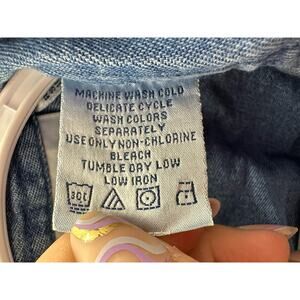 MACHINE WASH COLD
DELICATE CYCLE
WASH COLORS
SEPARATELY
USE ONLY NON-CHLORINE
BLEACH
TUMBLE DRY LOW
LOW IRON
30C